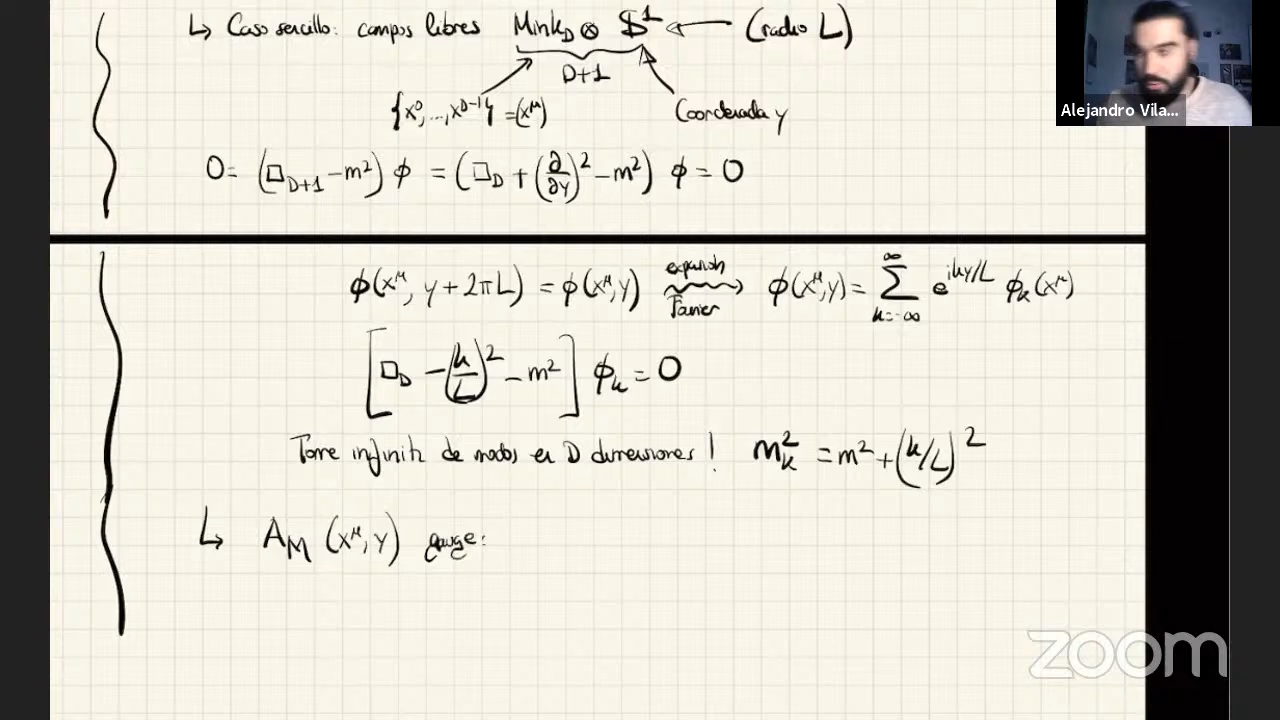 ↳ Caso sencillo: campos libres Mink_D ⊗ S^1 ← (radio L)
D+1
{x^0, ..., x^{D-1}} = (x^μ)
Coordenada y
0 = (□_{D+1} - m^2) ϕ = (□_D + (∂/∂y)^2 - m^2) ϕ = 0
ϕ(x^μ, y + 2πL) = ϕ(x^μ, y) expansión Fourier ϕ(x^μ, y) = ∑_{k=-∞}^{∞} e^{iky/L} ϕ_k(x^μ)
[□_D - (k/L)^2 - m^2] ϕ_k = 0
Torre infinita de modos en D dimensiones! m_k^2 = m^2 + (k/L)^2
↳ A_M (x^μ, y) gauge:
Alejandro Vila...
zoom